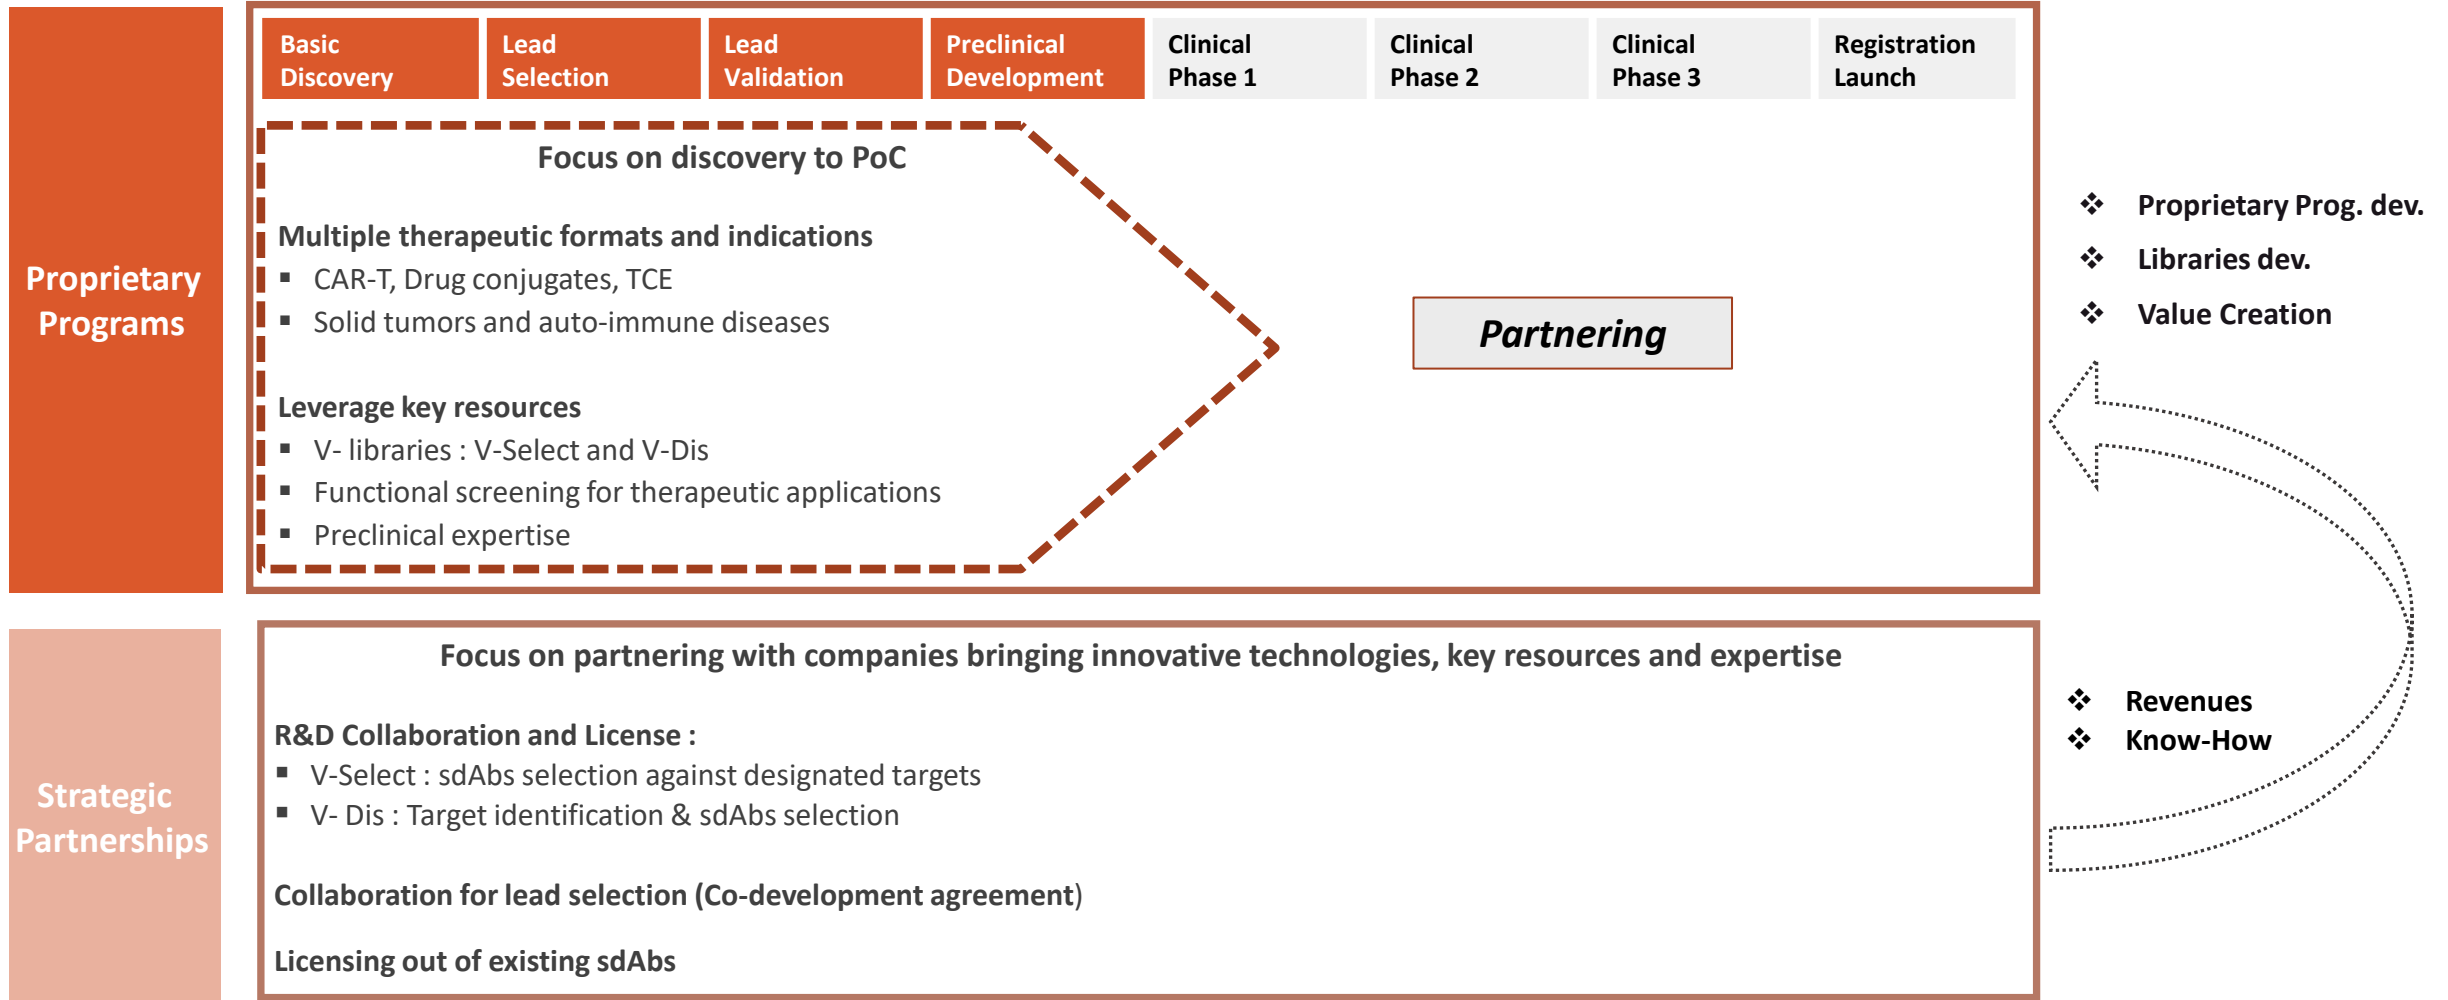 Basic
Discovery
Lead
Selection
Lead
Validation
Preclinical
Development
Clinical
Phase 1
Clinical
Phase 2
Clinical
Phase 3
Registration
Launch
Proprietary
Programs
Focus on discovery to PoC
Multiple therapeutic formats and indications
▪ CAR-T, Drug conjugates, TCE
▪ Solid tumors and auto-immune diseases
Leverage key resources
▪ V- libraries : V-Select and V-Dis
▪ Functional screening for therapeutic applications
▪ Preclinical expertise
Partnering
❖ Proprietary Prog. dev.
❖ Libraries dev.
❖ Value Creation
Strategic
Partnerships
Focus on partnering with companies bringing innovative technologies, key resources and expertise
R&D Collaboration and License :
▪ V-Select : sdAbs selection against designated targets
▪ V- Dis : Target identification & sdAbs selection
Collaboration for lead selection (Co-development agreement)
Licensing out of existing sdAbs
❖ Revenues
❖ Know-How